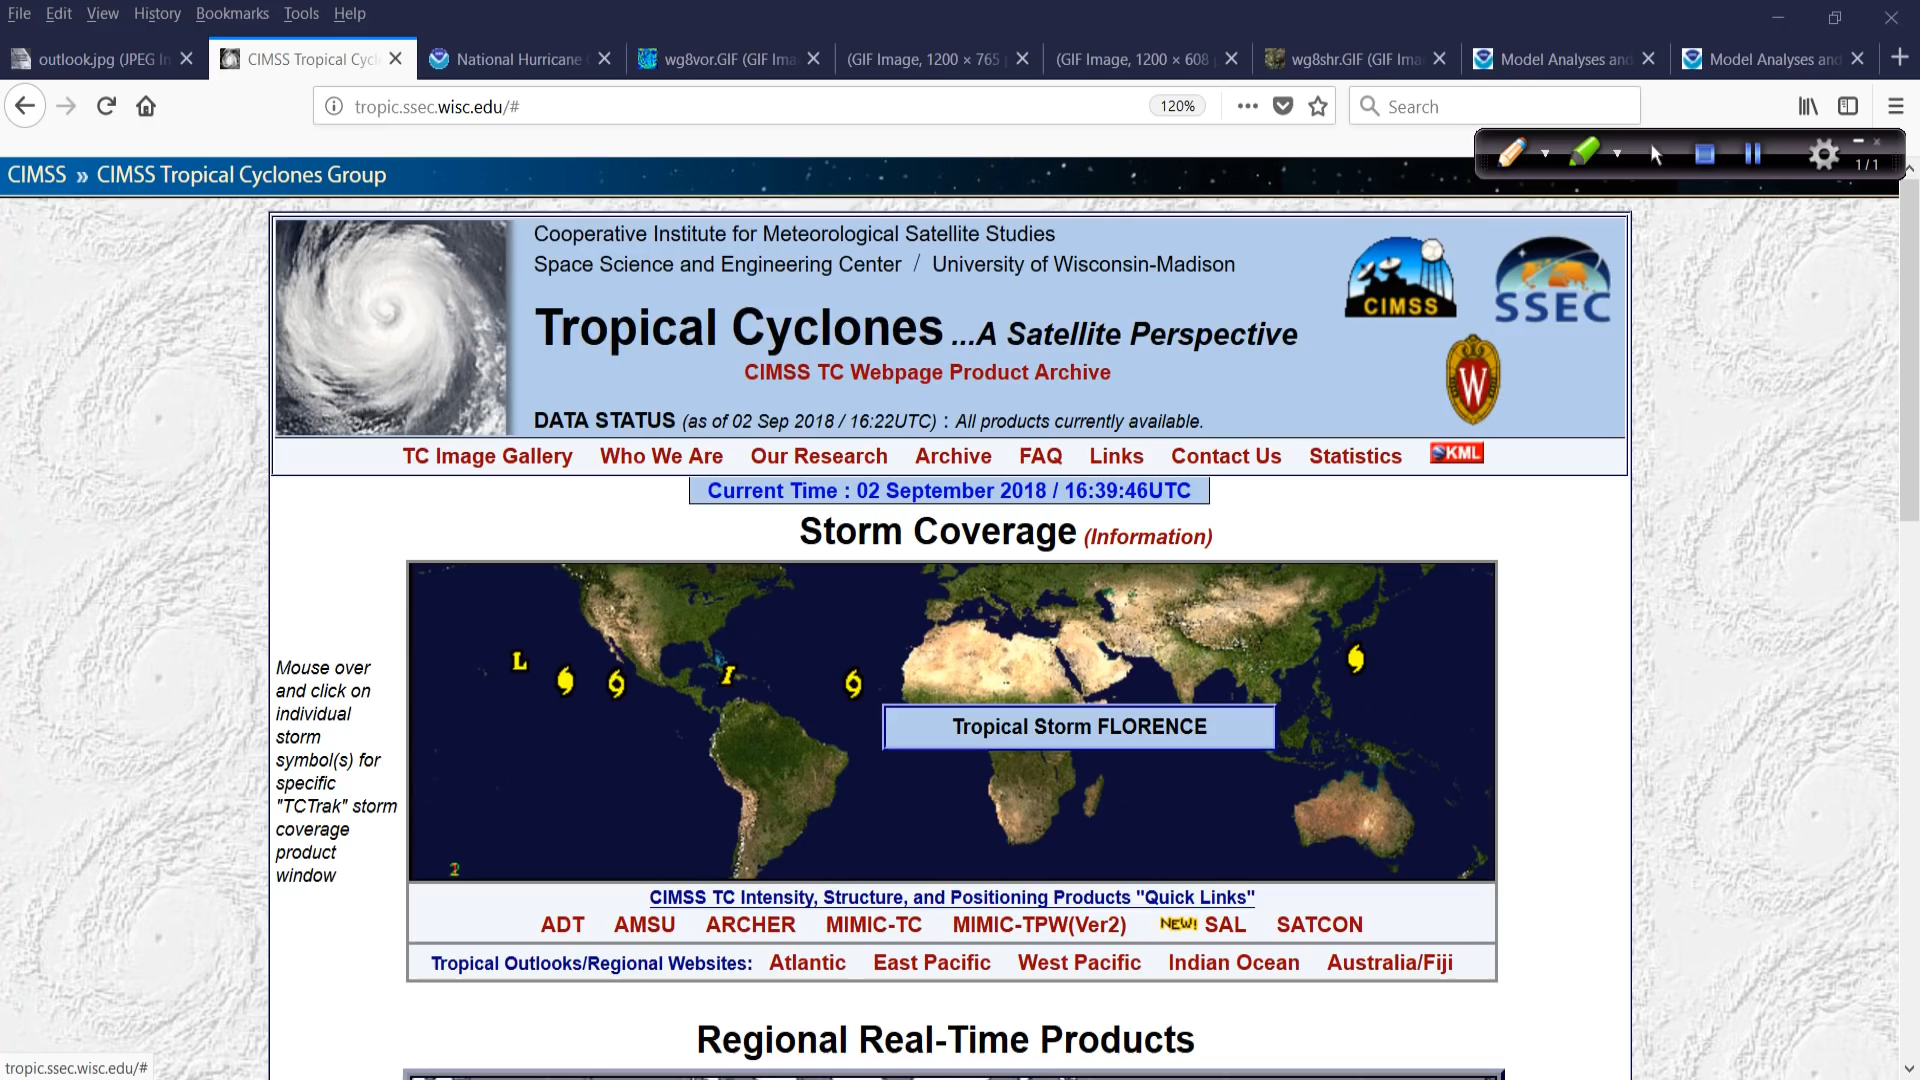 File Edit View History Bookmarks Tools Help
outlook.jpg (JPEG In
CIMSS Tropical Cycl
National Hurricane
wg8vor.GIF (GIF Ima
(GIF Image, 1200 × 765
(GIF Image, 1200 × 608
wg8shr.GIF (GIF Ima
Model Analyses and
Model Analyses and
tropic.ssec.wisc.edu/#
120%
Search
1/1
CIMSS » CIMSS Tropical Cyclones Group
Cooperative Institute for Meteorological Satellite Studies
Space Science and Engineering Center / University of Wisconsin-Madison
Tropical Cyclones ...A Satellite Perspective
CIMSS TC Webpage Product Archive
DATA STATUS (as of 02 Sep 2018 / 16:22UTC) : All products currently available.
CIMSS
SSEC
W
TC Image Gallery Who We Are Our Research Archive FAQ Links Contact Us Statistics KML
Current Time : 02 September 2018 / 16:39:46UTC
Storm Coverage (Information)
Mouse over
and click on
individual
storm
symbol(s) for
specific
"TCTrak" storm
coverage
product
window
L
I
Tropical Storm FLORENCE
2
CIMSS TC Intensity, Structure, and Positioning Products "Quick Links"
ADT AMSU ARCHER MIMIC-TC MIMIC-TPW(Ver2) NEW! SAL SATCON
Tropical Outlooks/Regional Websites: Atlantic East Pacific West Pacific Indian Ocean Australia/Fiji
Regional Real-Time Products
tropic.ssec.wisc.edu/#